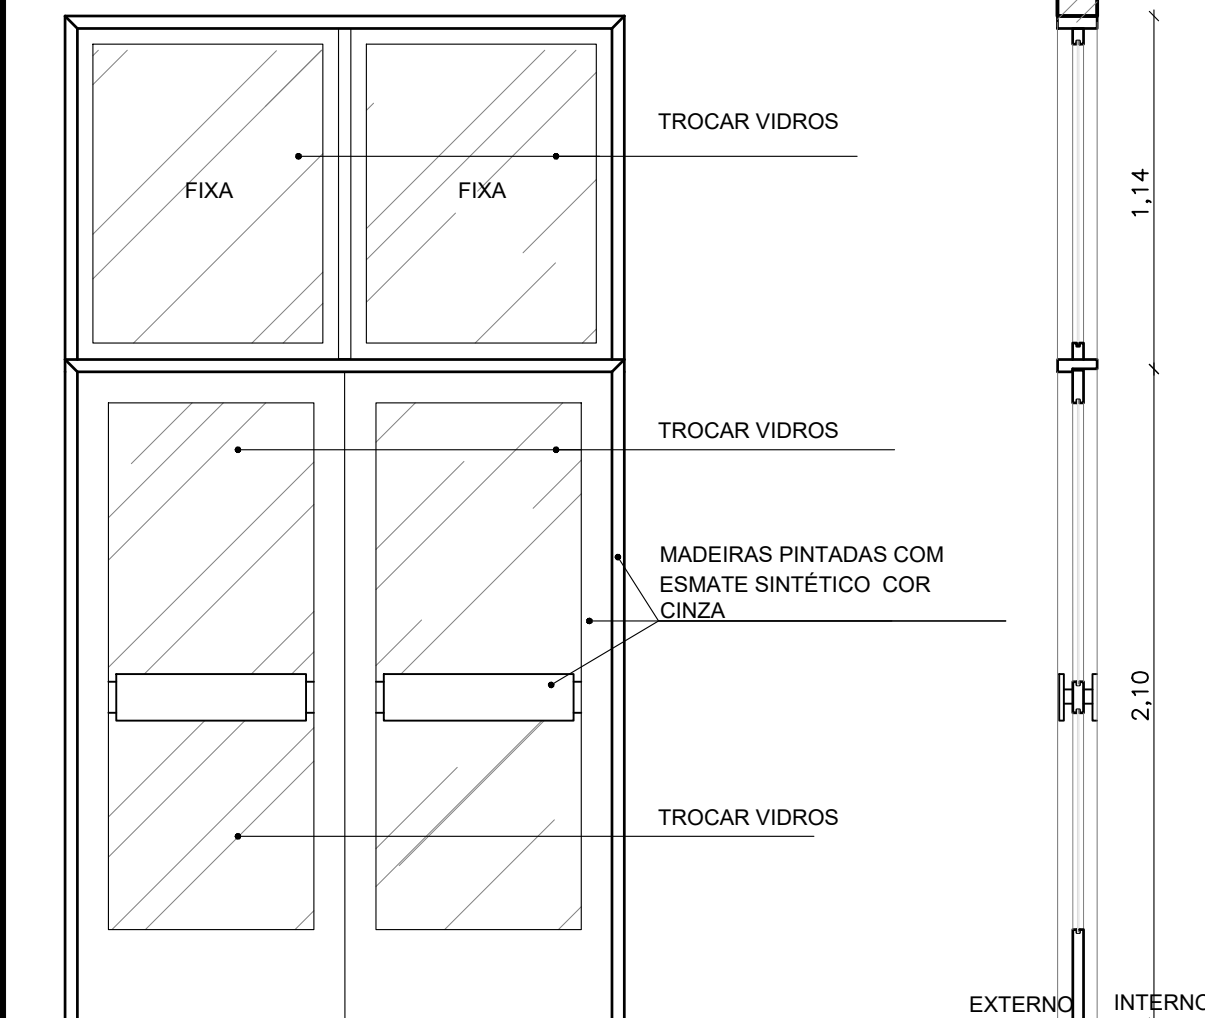 TROCAR VIDROS
1,14
FIXA
FIXA
TROCAR VIDROS
MADEIRAS PINTADAS COM
ESMATE SINTÉTICO COR
CINZA
2,10
TROCAR VIDROS
EXTERNO
INTERNO